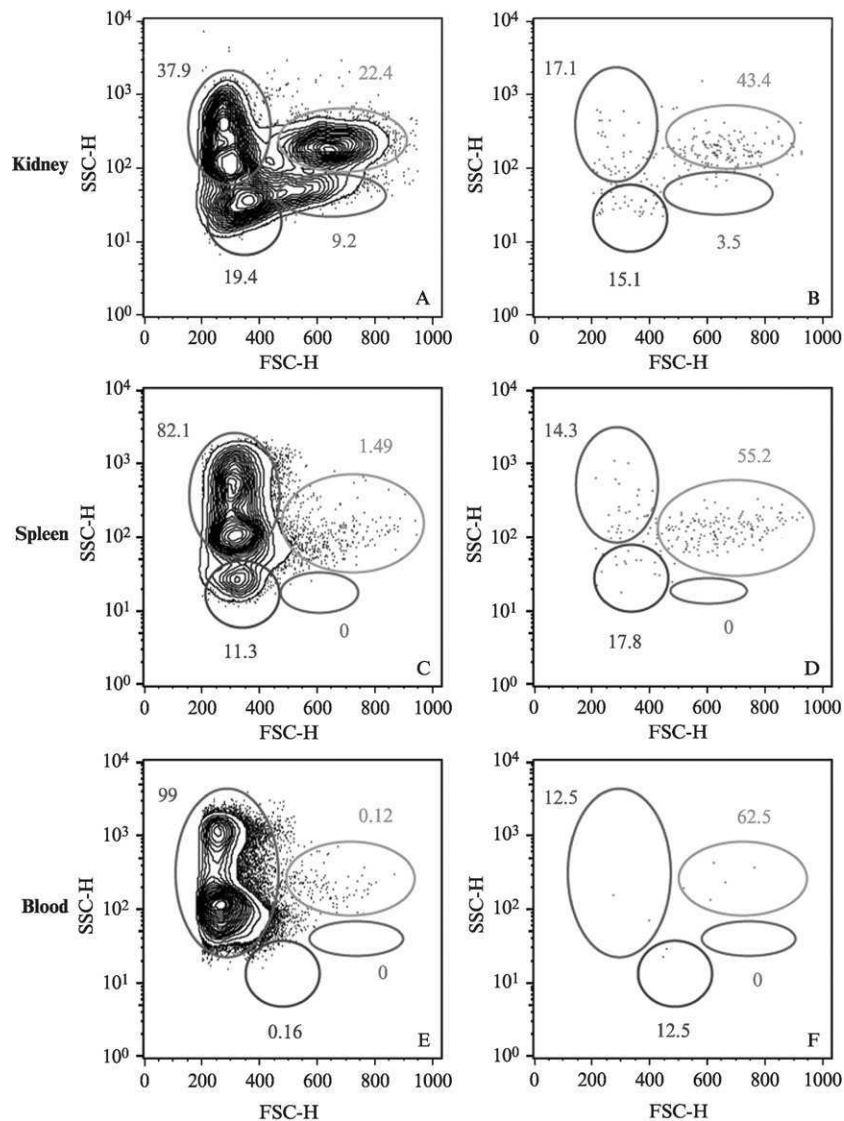 10⁴ 10⁴
37.9 22.4 17.1 43.4
10³ 10³
Kidney SSC-H 10² SSC-H 10²
10¹ 10¹
9.2 3.5
19.4 15.1
10⁰ A 10⁰ B
0 200 400 600 800 1000 0 200 400 600 800 1000
FSC-H FSC-H
10⁴ 10⁴
82.1 1.49 14.3 55.2
10³ 10³
Spleen SSC-H 10² SSC-H 10²
10¹ 10¹
0 0
11.3 17.8
10⁰ C 10⁰ D
0 200 400 600 800 1000 0 200 400 600 800 1000
FSC-H FSC-H
10⁴ 10⁴
99 0.12 12.5 62.5
10³ 10³
Blood SSC-H 10² SSC-H 10²
10¹ 10¹
0 0
0.16 12.5
10⁰ E 10⁰ F
0 200 400 600 800 1000 0 200 400 600 800 1000
FSC-H FSC-H